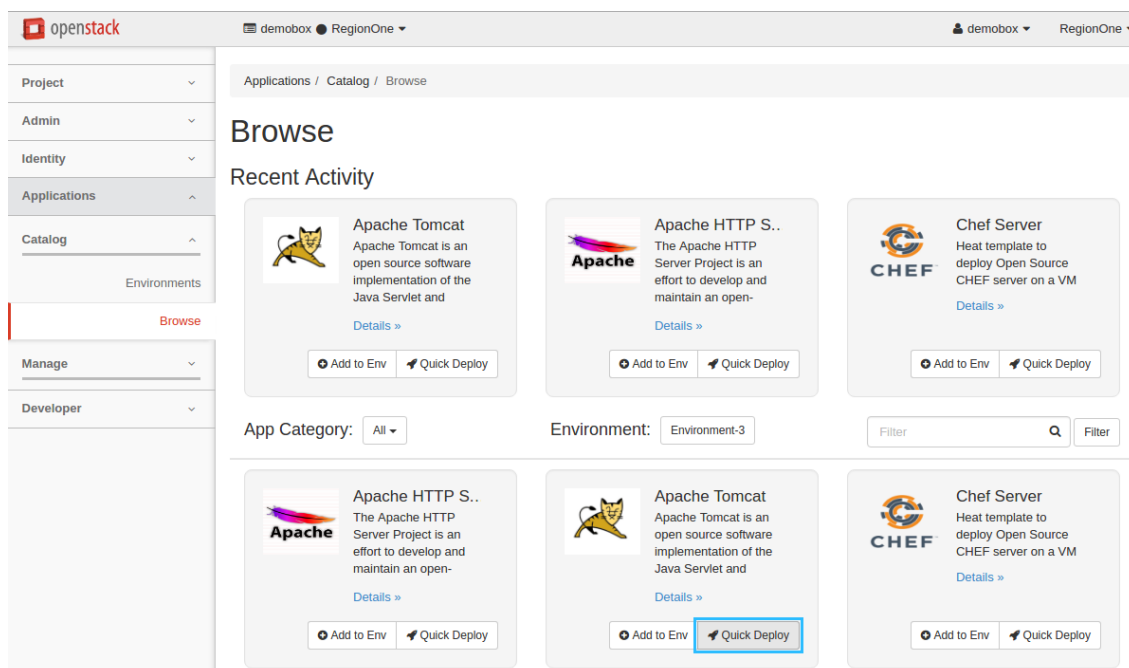 openstack
demobox RegionOne
demobox
RegionOne
Project
Admin
Identity
Applications
Catalog
Environments
Browse
Manage
Developer
Applications / Catalog / Browse
Browse
Recent Activity
Apache Tomcat
Apache Tomcat is an
open source software
implementation of the
Java Servlet and
Details »
Add to Env
Quick Deploy
Apache
Apache HTTP S..
The Apache HTTP
Server Project is an
effort to develop and
maintain an open-
Details »
Add to Env
Quick Deploy
CHEF
Chef Server
Heat template to
deploy Open Source
CHEF server on a VM
Details »
Add to Env
Quick Deploy
App Category: All
Environment: Environment-3
Filter
Filter
Apache
Apache HTTP S..
The Apache HTTP
Server Project is an
effort to develop and
maintain an open-
Details »
Add to Env
Quick Deploy
Apache Tomcat
Apache Tomcat is an
open source software
implementation of the
Java Servlet and
Details »
Add to Env
Quick Deploy
CHEF
Chef Server
Heat template to
deploy Open Source
CHEF server on a VM
Details »
Add to Env
Quick Deploy